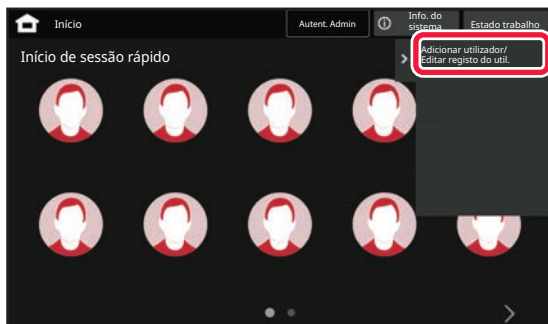 Início
Autent. Admin
Info. do
sistema
Estado trabalho
Início de sessão rápido
Adicionar utilizador/
Editar registo do util.